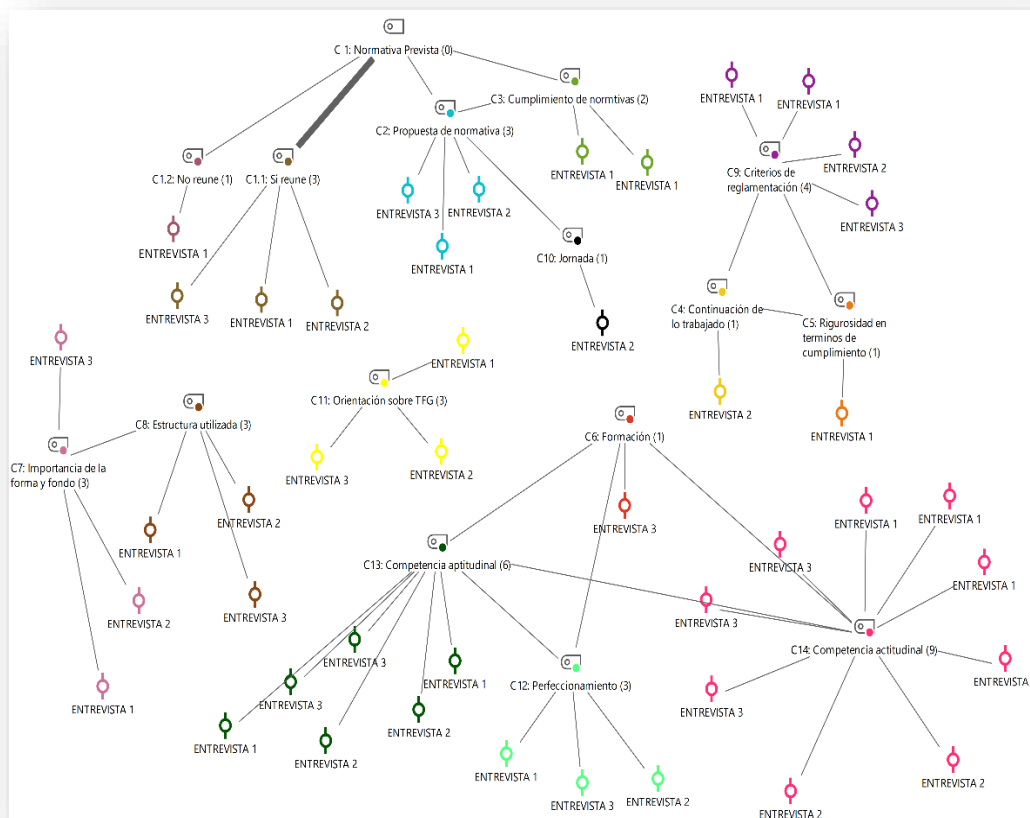 C 1: Normativa Prevista (0)
C3: Cumplimiento de normtivas (2)
ENTREVISTA 1
ENTREVISTA 1
C2: Propuesta de normativa (3)
ENTREVISTA 1
ENTREVISTA 1
C9: Criterios de
reglamentación (4)
ENTREVISTA 2
C1.2: No reune (1)
C1.1: Si reune (3)
ENTREVISTA 3
ENTREVISTA 2
ENTREVISTA 3
ENTREVISTA 1
ENTREVISTA 1
C10: Jornada (1)
ENTREVISTA 3
ENTREVISTA 1
ENTREVISTA 2
C4: Continuación de
lo trabajado (1)
C5: Rigurosidad en
terminos de
cumplimiento (1)
ENTREVISTA 2
ENTREVISTA 3
ENTREVISTA 1
C11: Orientación sobre TFG (3)
ENTREVISTA 2
ENTREVISTA 1
C8: Estructura utilizada (3)
C6: Formación (1)
C7: Importancia de la
forma y fondo (3)
ENTREVISTA 3
ENTREVISTA 2
ENTREVISTA 2
ENTREVISTA 3
ENTREVISTA 1
ENTREVISTA 1
ENTREVISTA 1
C13: Competencia aptitudinal (6)
ENTREVISTA 3
ENTREVISTA 1
ENTREVISTA 2
ENTREVISTA 3
ENTREVISTA 3
C14: Competencia actitudinal (9)
ENTREVISTA 3
ENTREVISTA 1
C12: Perfeccionamiento (3)
ENTREVISTA
ENTREVISTA 3
ENTREVISTA 3
ENTREVISTA 1
ENTREVISTA 2
ENTREVISTA 1
ENTREVISTA 2
ENTREVISTA 1
ENTREVISTA 3
ENTREVISTA 2
ENTREVISTA 2
ENTREVISTA 2